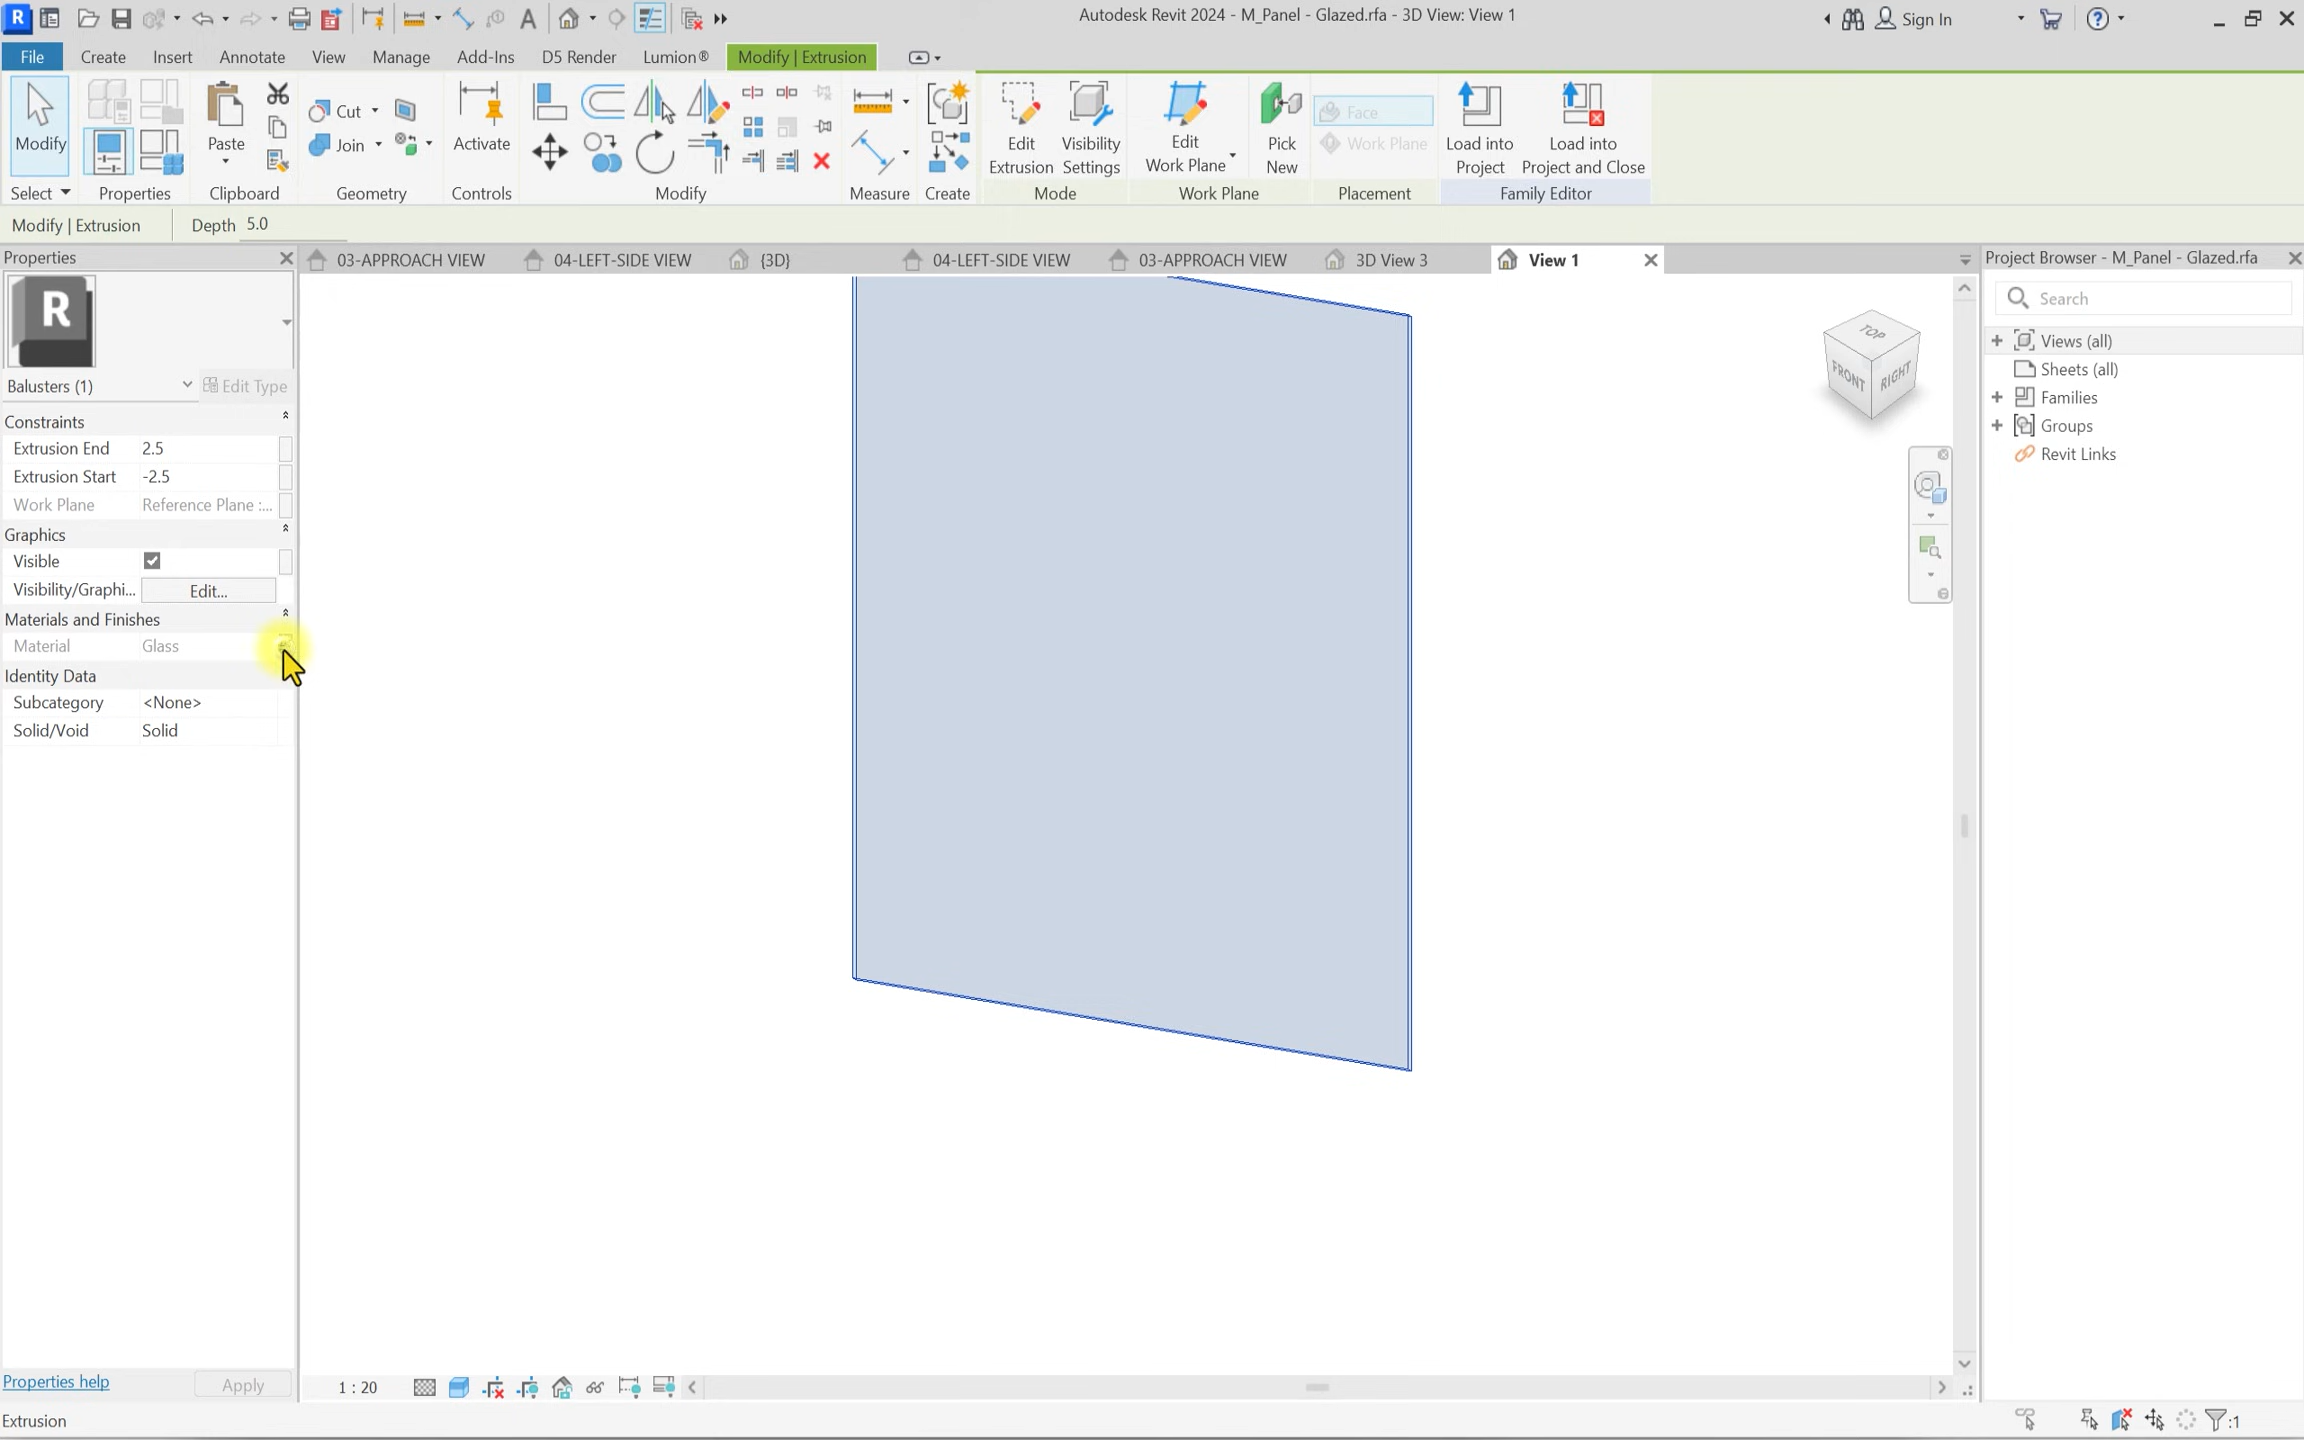 R Autodesk Revit 2024 - M_Panel - Glazed.rfa - 3D View: View 1 Sign In
File Create Insert Annotate View Manage Add-Ins D5 Render Lumion® Modify | Extrusion
Modify Paste Cut Join Activate Edit Extrusion Visibility Settings Edit Work Plane Pick New Face Work Plane Load into Project Load into Project and Close
Select Properties Clipboard Geometry Controls Modify Measure Create Mode Work Plane Placement Family Editor
Modify | Extrusion Depth 5.0
Properties 03-APPROACH VIEW 04-LEFT-SIDE VIEW {3D} 04-LEFT-SIDE VIEW 03-APPROACH VIEW 3D View 3 View 1 Project Browser - M_Panel - Glazed.rfa
R
Search
TOP
FRONT RIGHT
Views (all)
Sheets (all)
Families
Groups
Revit Links
Balusters (1) Edit Type
Constraints
Extrusion End 2.5
Extrusion Start -2.5
Work Plane Reference Plane :...
Graphics
Visible
Visibility/Graphi... Edit...
Materials and Finishes
Material Glass
Identity Data
Subcategory <None>
Solid/Void Solid
Properties help Apply 1 : 20
Extrusion :1